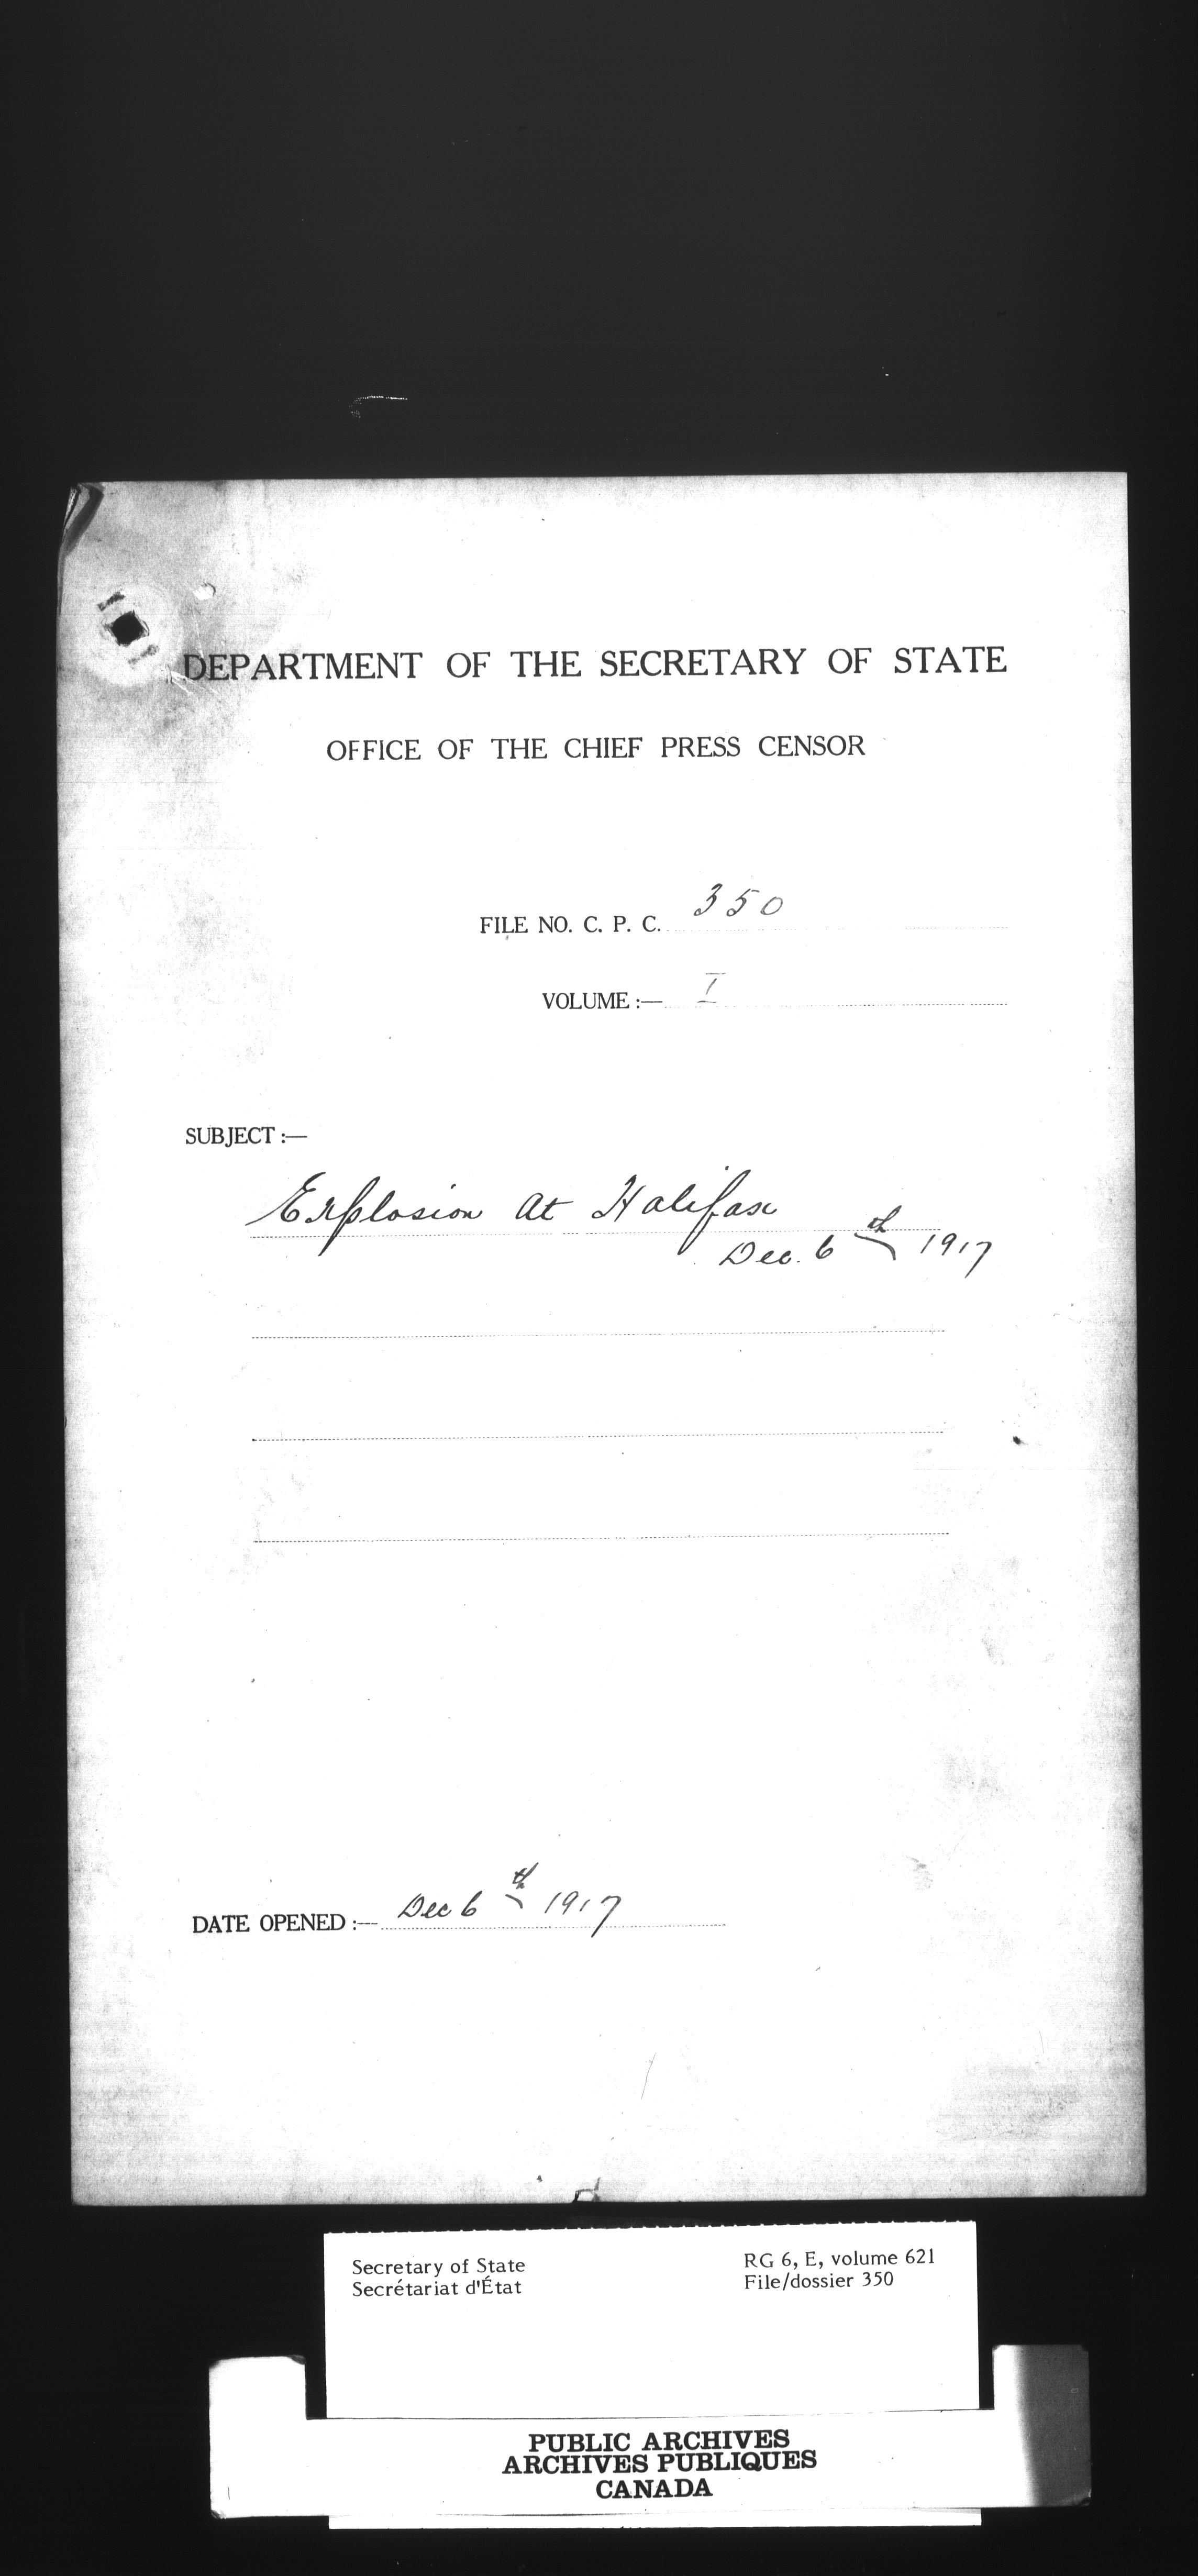 DEPARTMENT OF THE SECRETARY OF STATE
OFFICE OF THE CHIEF PRESS CENSOR
FILE NO. C. P. C. 350
VOLUME :— I
SUBJECT :—
Explosion at Halifax
Dec. 6th 1917
DATE OPENED :— Dec 6th 1917
Secretary of State
Secrétariat d'État
RG 6, E, volume 621
File/dossier 350
PUBLIC ARCHIVES
ARCHIVES PUBLIQUES
CANADA